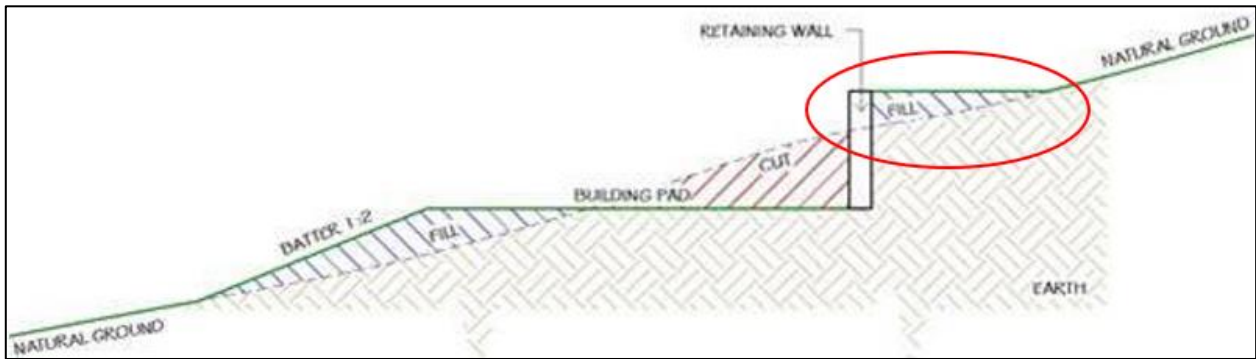 RETAINING WALL
NATURAL GROUND
FILL
CUT
BUILDING PAD
BATTER 1:2
FILL
EARTH
NATURAL GROUND